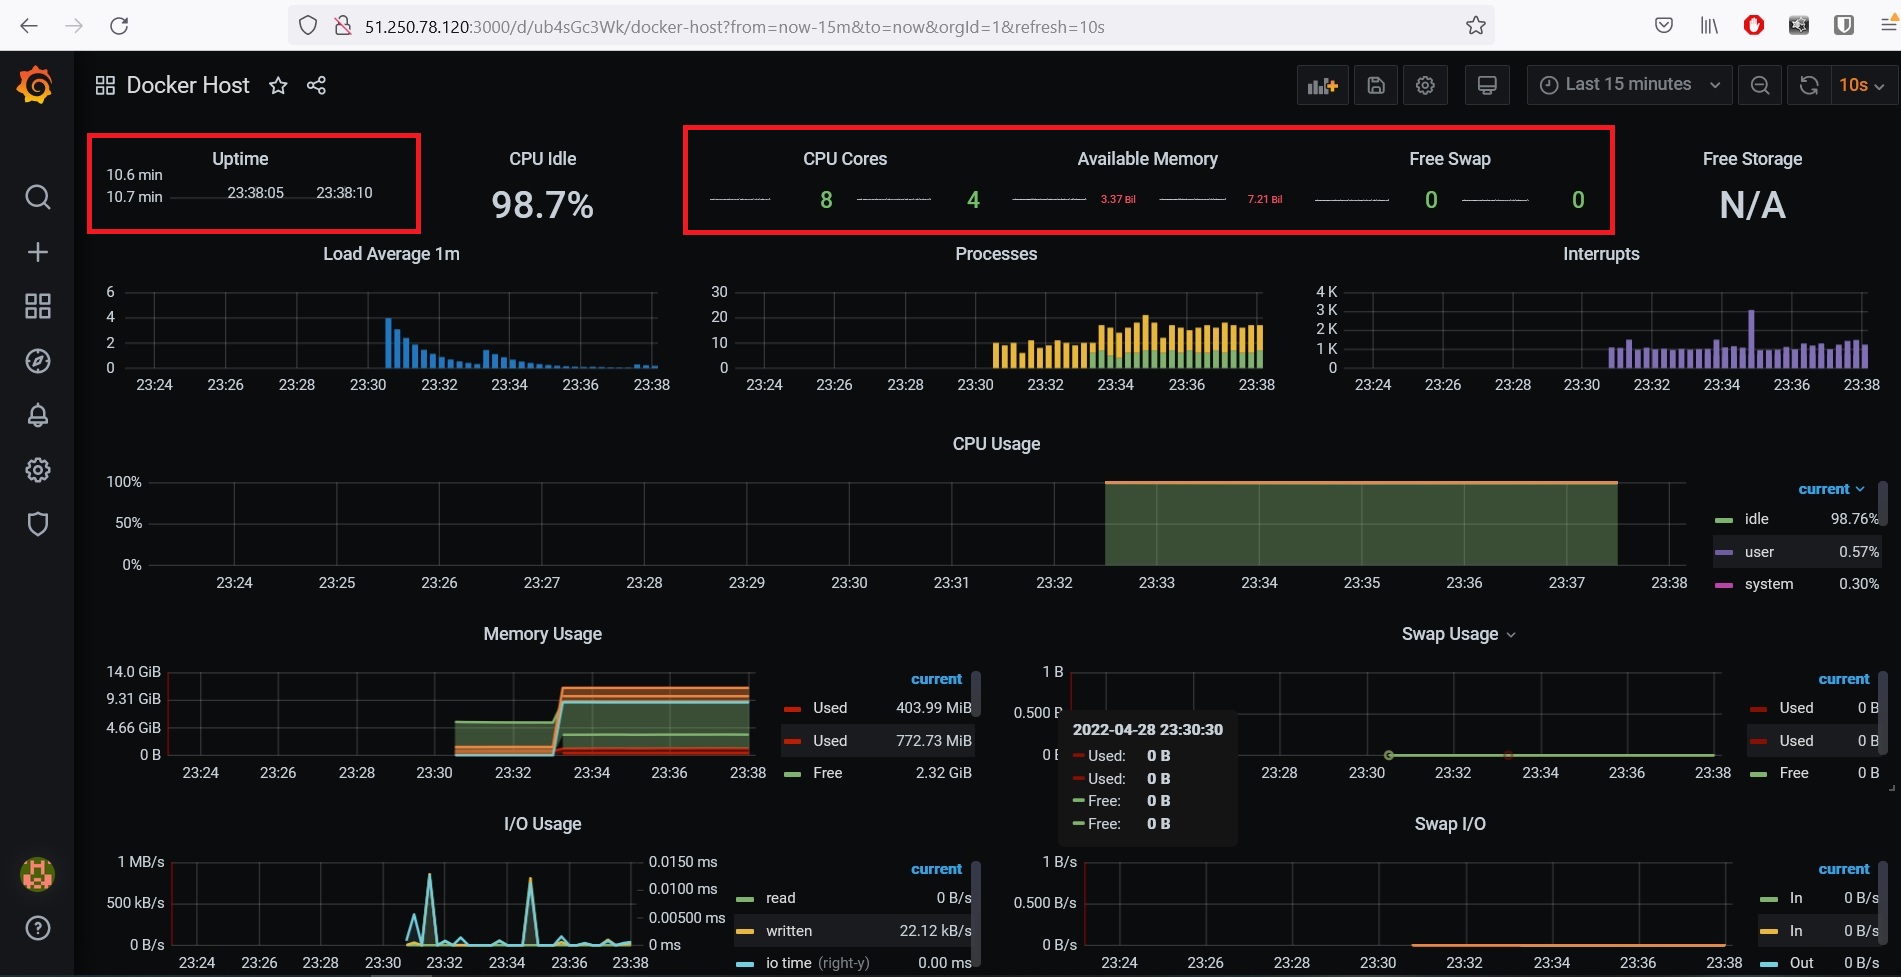 51.250.78.120:3000/d/ub4sGc3Wk/docker-host?from=now-15m&to=now&orgId=1&refresh=10s
Docker Host
Last 15 minutes
10s
Uptime
10.6 min
10.7 min
23:38:05 23:38:10
CPU Idle
98.7%
CPU Cores
8 4
Available Memory
3.37 Bil 7.21 Bil
Free Swap
0 0
Free Storage
N/A
Load Average 1m
6
4
2
0
23:24 23:26 23:28 23:30 23:32 23:34 23:36 23:38
Processes
30
20
10
0
23:24 23:26 23:28 23:30 23:32 23:34 23:36 23:38
Interrupts
4 K
3 K
2 K
1 K
0
23:24 23:26 23:28 23:30 23:32 23:34 23:36 23:38
CPU Usage
100%
50%
0%
23:24 23:25 23:26 23:27 23:28 23:29 23:30 23:31 23:32 23:33 23:34 23:35 23:36 23:37 23:38
current
idle 98.76%
user 0.57%
system 0.30%
Memory Usage
14.0 GiB
9.31 GiB
4.66 GiB
0 B
23:24 23:26 23:28 23:30 23:32 23:34 23:36 23:38
current
Used 403.99 MiB
Used 772.73 MiB
Free 2.32 GiB
Swap Usage
1 B
0.500 B
0 B
23:28 23:30 23:32 23:34 23:36 23:38
2022-04-28 23:30:30
Used: 0 B
Used: 0 B
Free: 0 B
Free: 0 B
current
Used 0 B
Used 0 B
Free 0 B
I/O Usage
1 MB/s
500 kB/s
0 B/s
0.0150 ms
0.0100 ms
0.00500 ms
0 ms
23:24 23:26 23:28 23:30 23:32 23:34 23:36 23:38
current
read 0 B/s
written 22.12 kB/s
io time (right-y) 0.00 ms
Swap I/O
1 B/s
0.500 B/s
0 B/s
23:24 23:26 23:28 23:30 23:32 23:34 23:36 23:38
current
In 0 B/s
In 0 B/s
Out 0 B/s